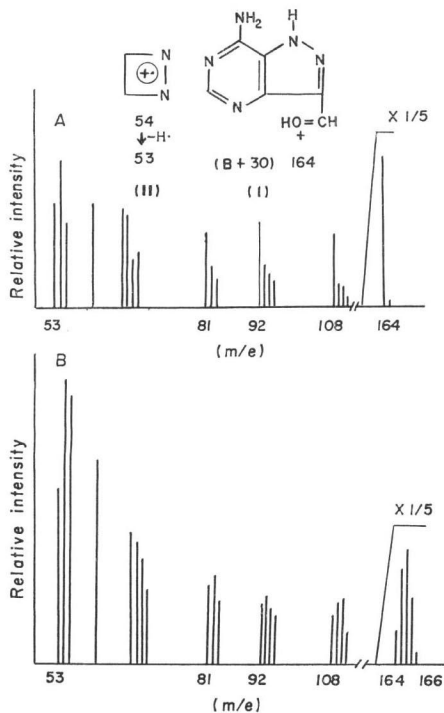 NH₂
H
N
N
N
N
N
N
N
HO=CH
+
A
54
↓-H·
53
(B + 30)
164
(II)
(I)
X 1/5
Relative intensity
53
81
92
108
164
(m/e)
B
X 1/5
Relative intensity
53
81
92
108
164
166
(m/e)